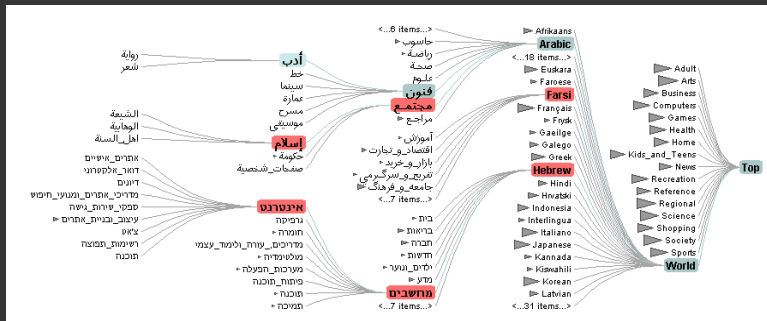 Top
Adult
Arts
Business
Computers
Games
Health
Home
Kids_and_Teens
News
Recreation
Reference
Regional
Science
Shopping
Society
Sports
World
Afrikaans
Arabic
<...18 items...>
Euskara
Faroese
Farsi
Français
Frysk
Gaeilge
Galego
Greek
Hebrew
Hindi
Hrvatski
Indonesia
Interlingua
Italiano
Japanese
Kannada
Kiswahili
Korean
Latvian
<...31 items...>
<...6 items...>
حاسوب
رياضة
صحة
علوم
فنون
مجتمع
مراجع
آموزش
اقتصاد_و_تجارت
بازار_و_خرید
تفریح_و_سرگرمی
جامعه_و_فرهنگ
<...7 items...>
בית
בריאות
חברה
חדשות
ילדים_ונוער
מדע
מחשבים
<...7 items...>
أدب
خط
سينما
عمارة
مسرح
موسيقى
إسلام
حكومة
صفحات_شخصية
אינטרנט
גרפיקה
חומרה
מדריכים,_עזרה_ולימוד_עצמי
מולטימדיה
מערכות_הפעלה
פיתוח_תוכנה
תוכנה
תמיכה
رواية
شعر
الشيعة
الوهابية
اهل_السنة
אתרים_אישיים
דואר_אלקטרוני
דיונים
מדריכי_אתרים_ומנועי_חיפוש
ספקי_שירות_גישה
עיצוב_ובניית_אתרים
צ'אט
רשימות_תפוצה
תוכנה